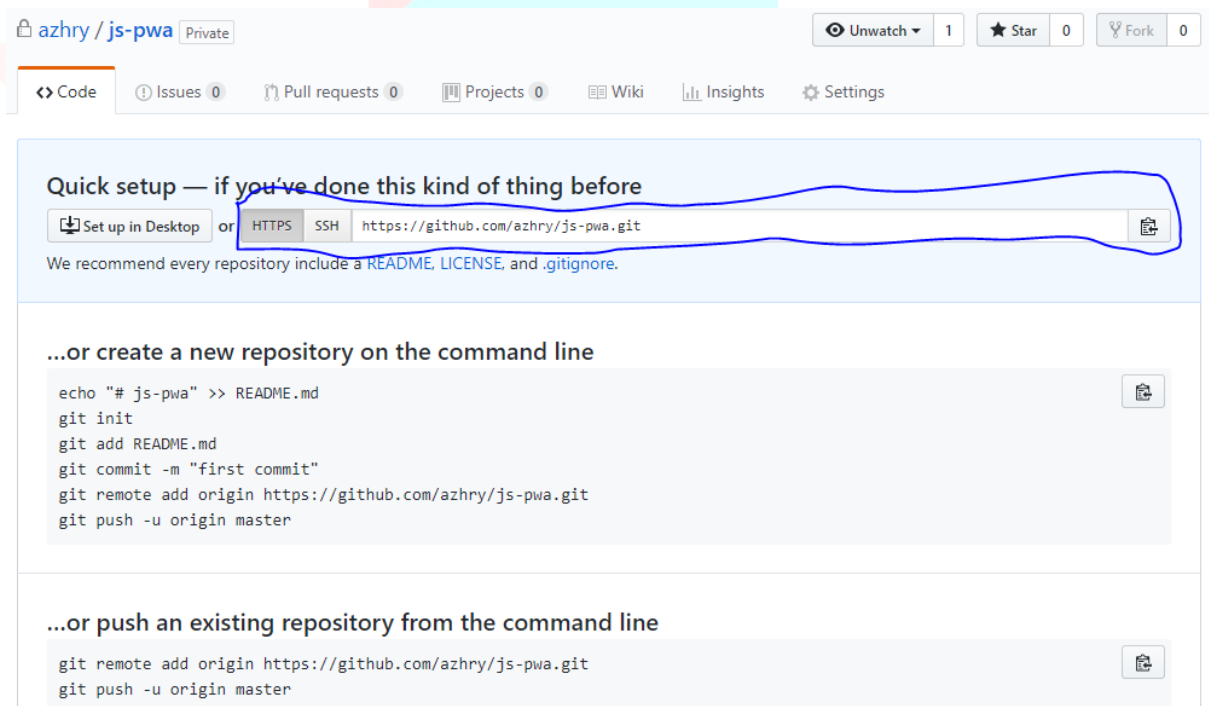 azhry / js-pwa Private Unwatch 1 Star 0 Fork 0
Code Issues 0 Pull requests 0 Projects 0 Wiki Insights Settings
Quick setup — if you've done this kind of thing before
Set up in Desktop or HTTPS SSH https://github.com/azhry/js-pwa.git
We recommend every repository include a README, LICENSE, and .gitignore.
…or create a new repository on the command line
echo "# js-pwa" >> README.md
git init
git add README.md
git commit -m "first commit"
git remote add origin https://github.com/azhry/js-pwa.git
git push -u origin master
…or push an existing repository from the command line
git remote add origin https://github.com/azhry/js-pwa.git
git push -u origin master